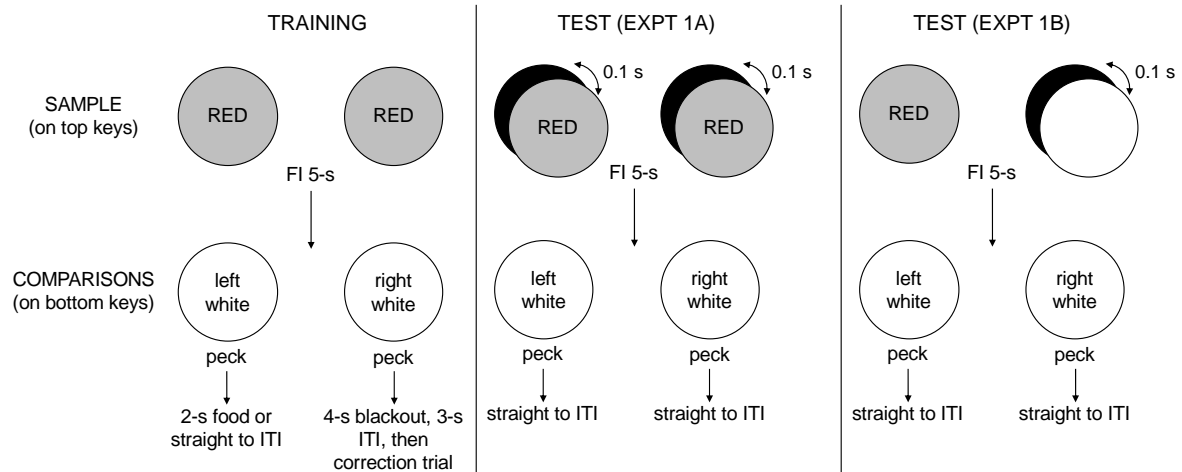 TRAINING
TEST (EXPT 1A)
TEST (EXPT 1B)
SAMPLE
(on top keys)
RED
RED
FI 5-s
0.1 s
RED
0.1 s
RED
FI 5-s
RED
0.1 s
FI 5-s
COMPARISONS
(on bottom keys)
left
white
right
white
left
white
right
white
left
white
right
white
peck
peck
peck
peck
peck
peck
2-s food or
straight to ITI
4-s blackout, 3-s
ITI, then
correction trial
straight to ITI
straight to ITI
straight to ITI
straight to ITI